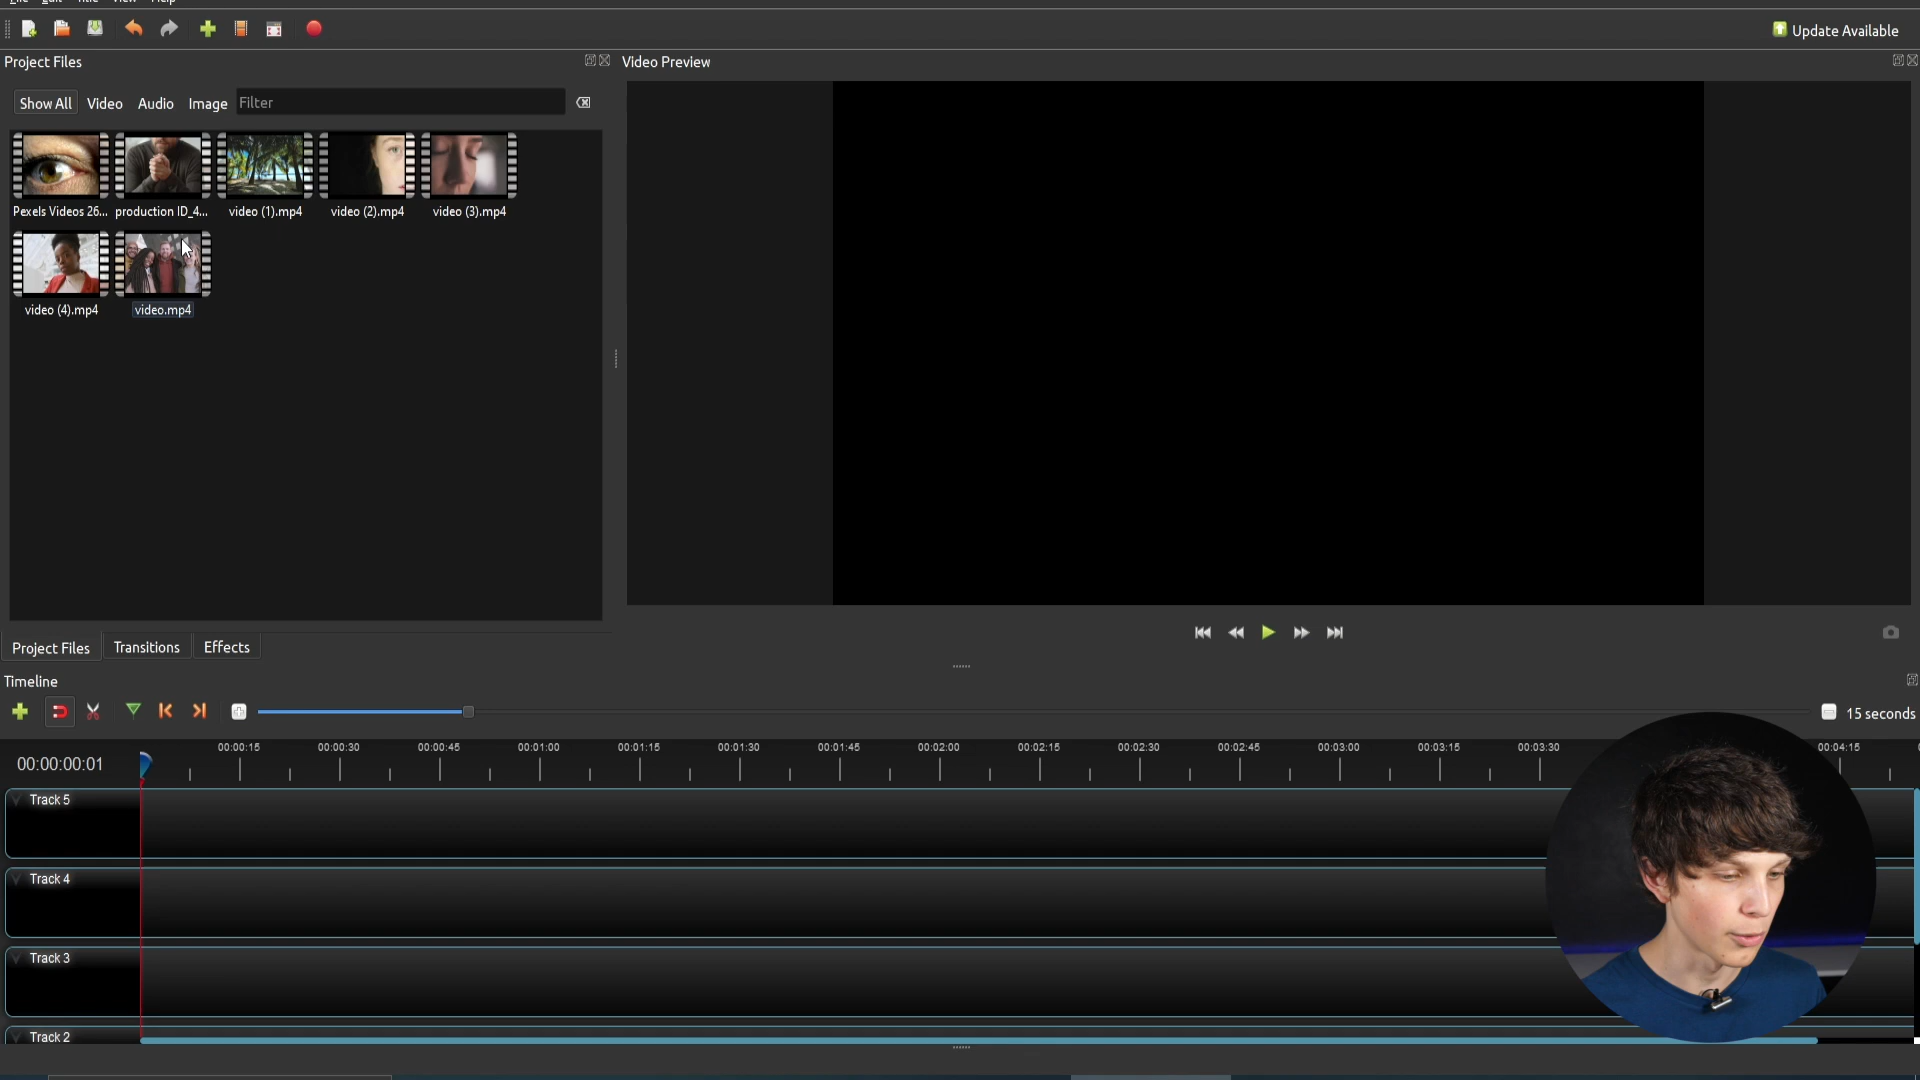 File Edit Title View Help
Update Available
Project Files
Video Preview
Show All Video Audio Image Filter
Pexels Videos 26... production ID_4... video (1).mp4 video (2).mp4 video (3).mp4
video (4).mp4 video.mp4
Project Files Transitions Effects
Timeline
15 seconds
00:00:00:01 00:00:15 00:00:30 00:00:45 00:01:00 00:01:15 00:01:30 00:01:45 00:02:00 00:02:15 00:02:30 00:02:45 00:03:00 00:03:15 00:03:30 00:04:15
Track 5
Track 4
Track 3
Track 2